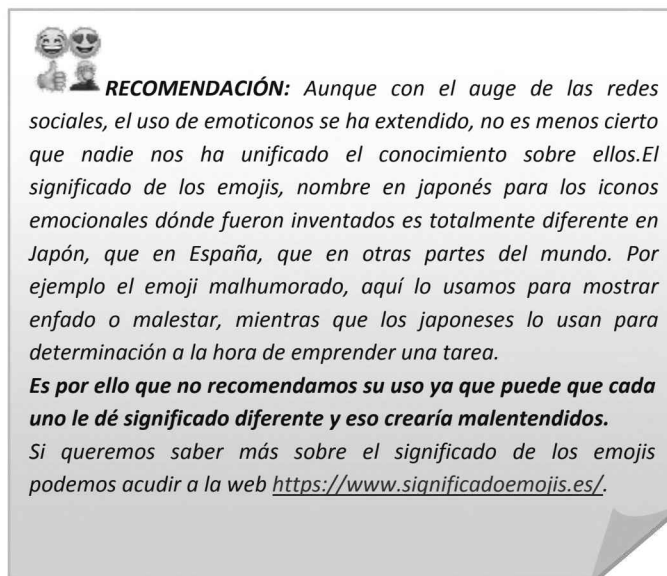 RECOMENDACIÓN: Aunque con el auge de las redes
sociales, el uso de emoticonos se ha extendido, no es menos cierto
que nadie nos ha unificado el conocimiento sobre ellos.El
significado de los emojis, nombre en japonés para los iconos
emocionales dónde fueron inventados es totalmente diferente en
Japón, que en España, que en otras partes del mundo. Por
ejemplo el emoji malhumorado, aquí lo usamos para mostrar
enfado o malestar, mientras que los japoneses lo usan para
determinación a la hora de emprender una tarea.
Es por ello que no recomendamos su uso ya que puede que cada
uno le dé significado diferente y eso crearía malentendidos.
Si queremos saber más sobre el significado de los emojis
podemos acudir a la web https://www.significadoemojis.es/.